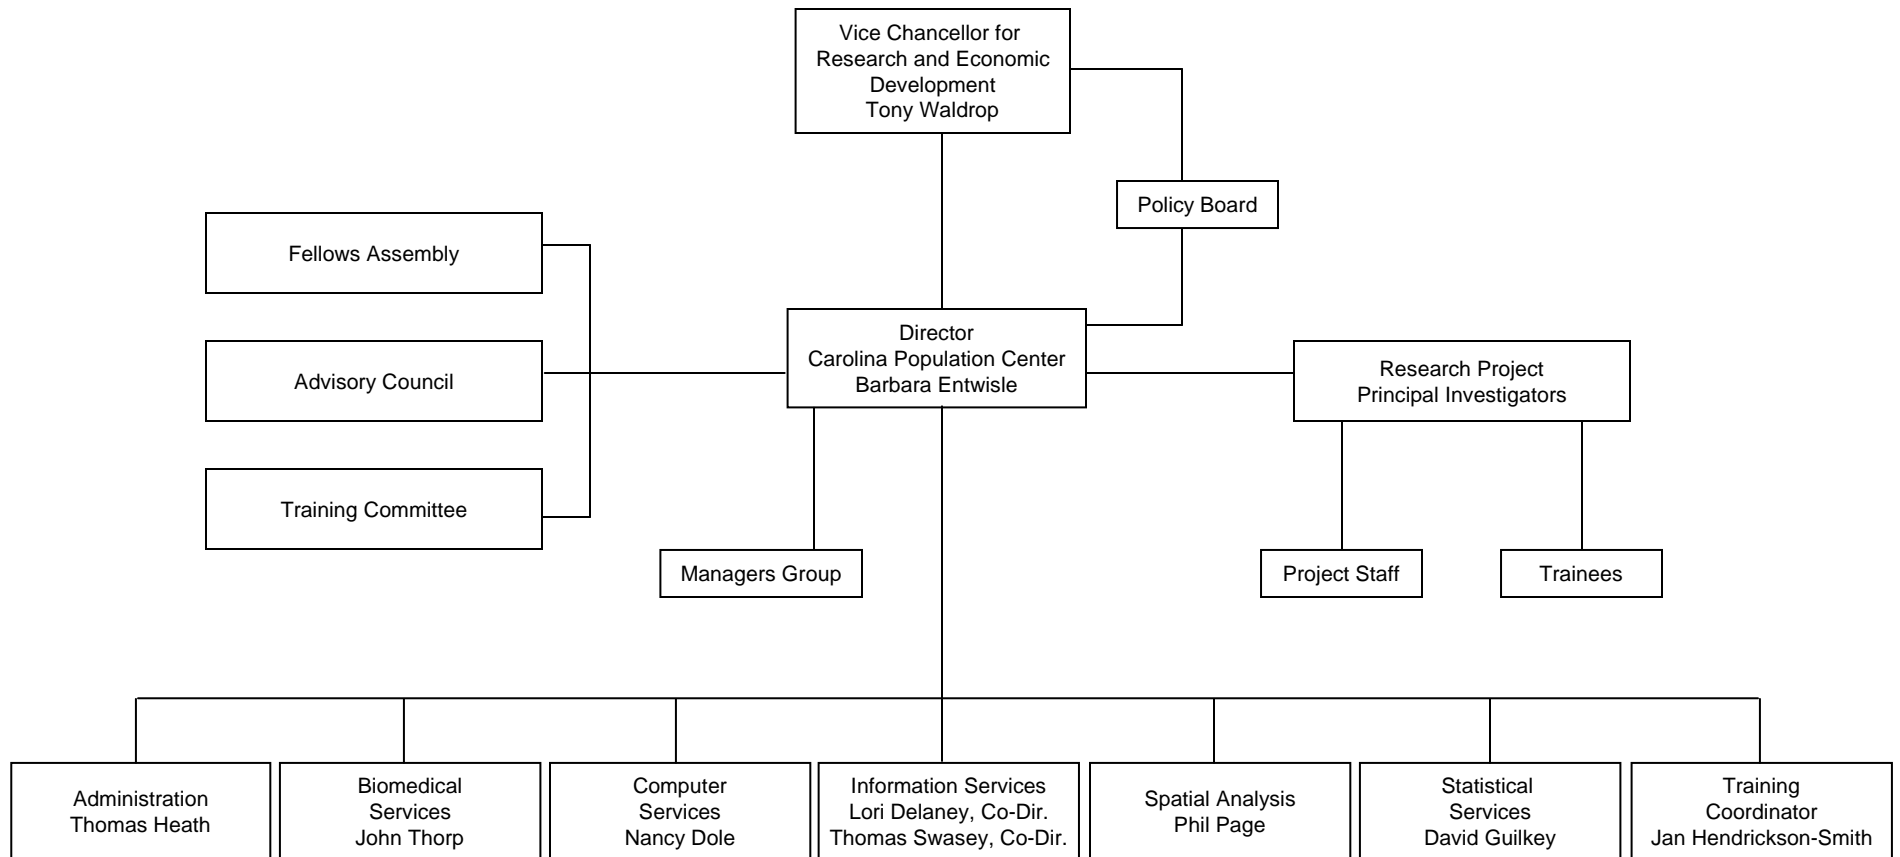 Vice Chancellor for
Research and Economic
Development
Tony Waldrop
Policy Board
Fellows Assembly
Director
Carolina Population Center
Barbara Entwisle
Advisory Council
Research Project
Principal Investigators
Training Committee
Managers Group
Project Staff
Trainees
Administration
Thomas Heath
Biomedical
Services
John Thorp
Computer
Services
Nancy Dole
Information Services
Lori Delaney, Co-Dir.
Thomas Swasey, Co-Dir.
Spatial Analysis
Phil Page
Statistical
Services
David Guilkey
Training
Coordinator
Jan Hendrickson-Smith